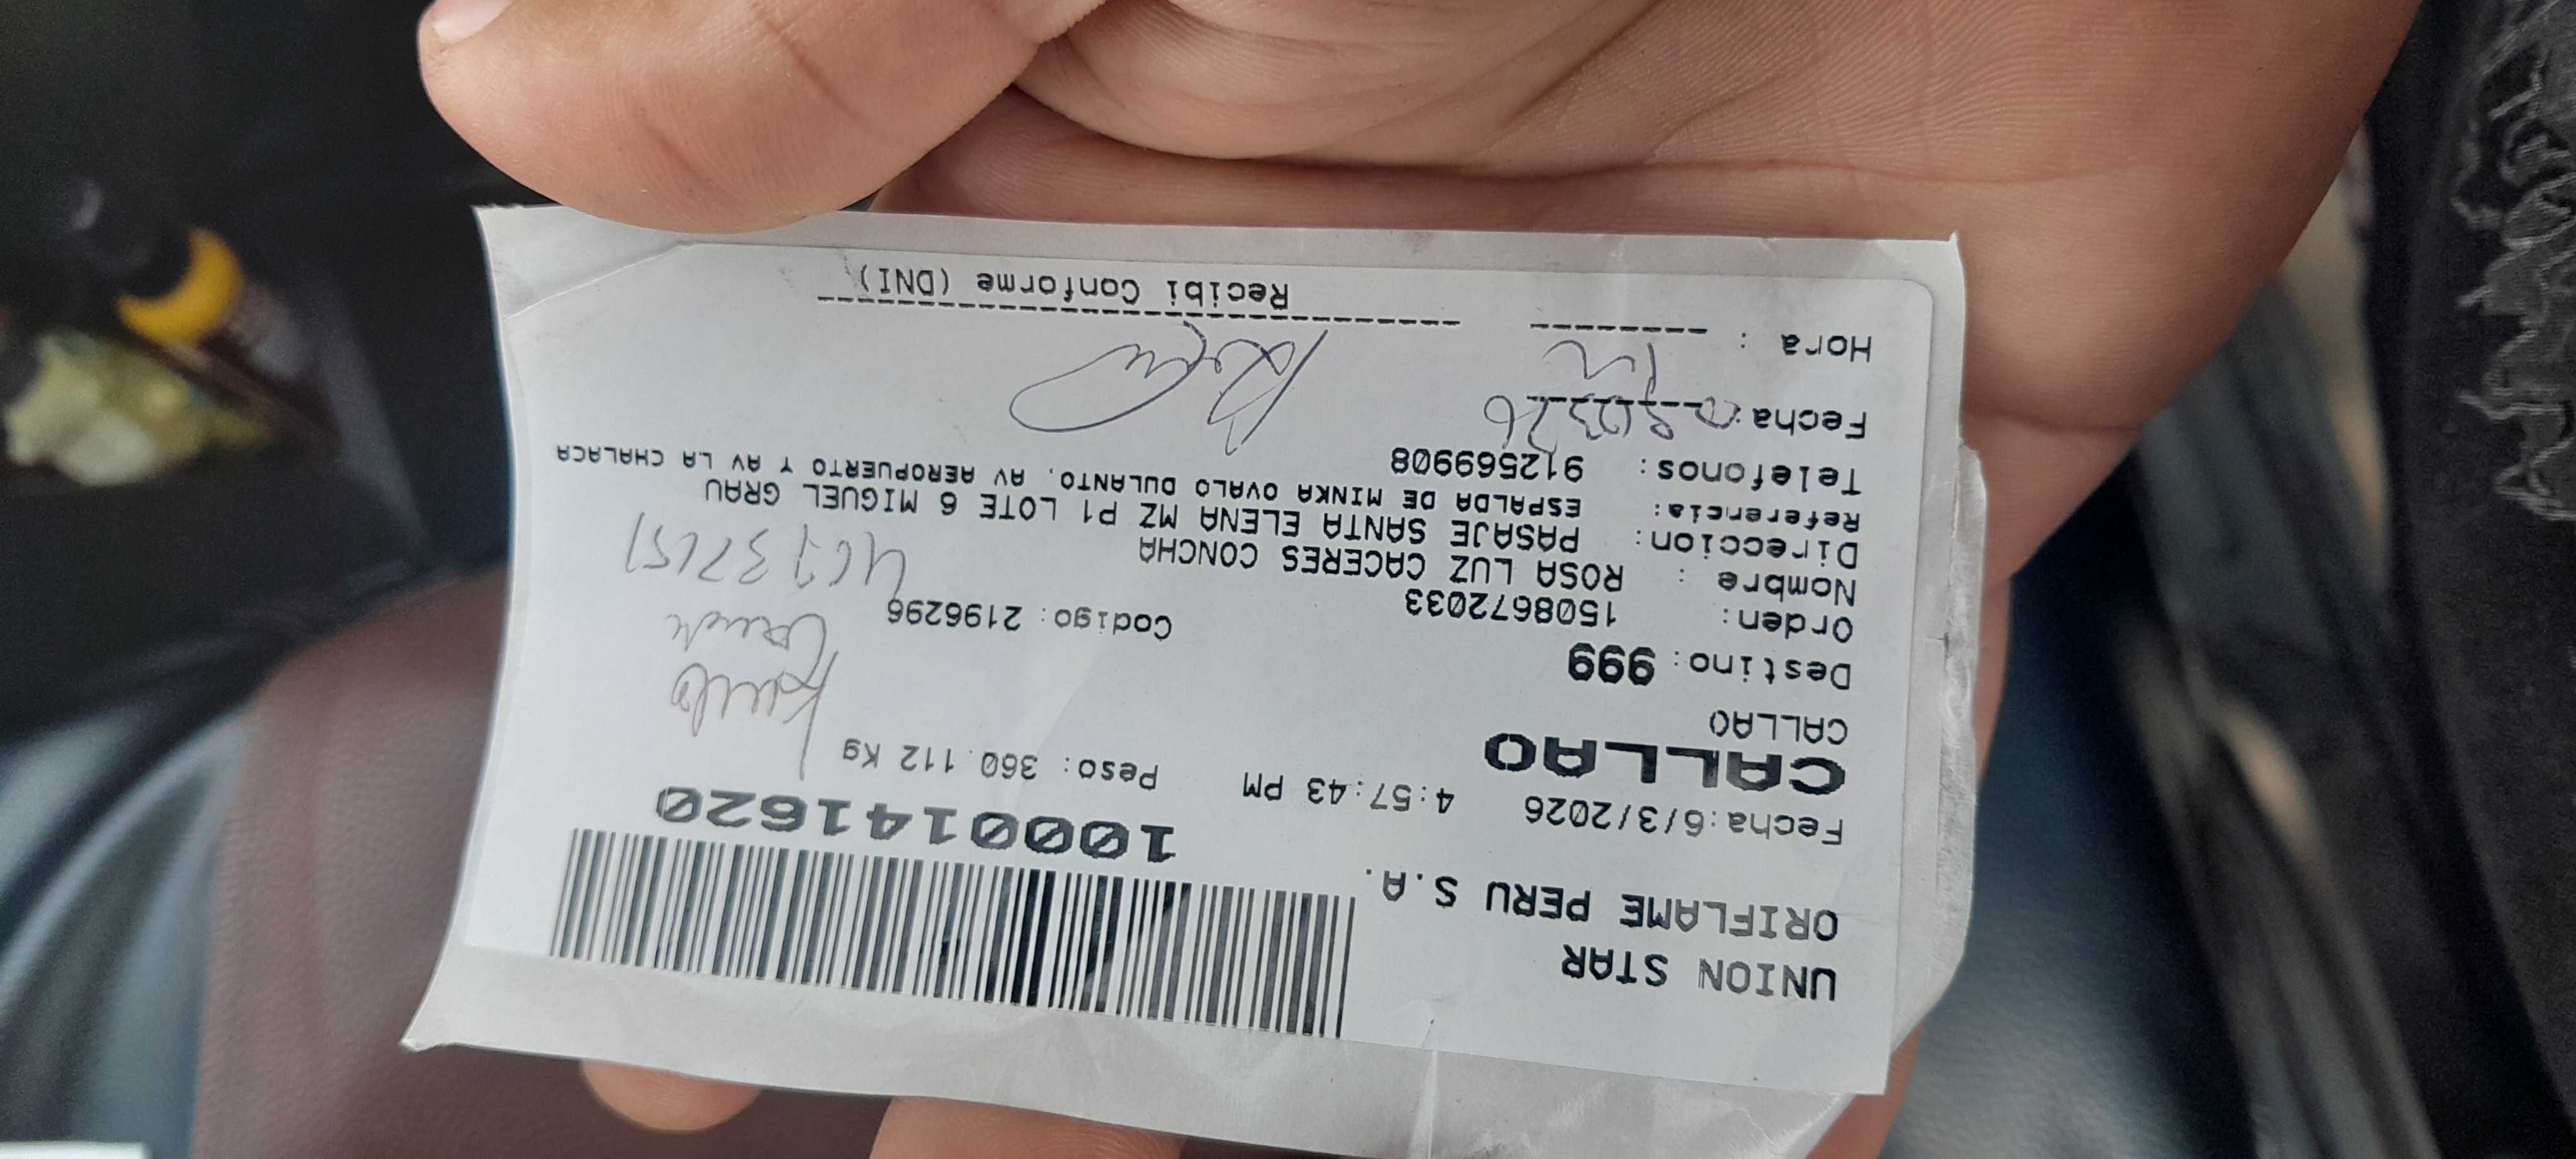 UNION STAR
ORIFLAME PERU S.A.
1000141620
Fecha:6/3/2026 4:57:43 PM Peso: 360.112 Kg
CALLAO
CALLAO
Destino: 999
Orden: 1508672033 Codigo: 2196296
Nombre : ROSA LUZ CACERES CONCHA
Direccion: PASAJE SANTA ELENA MZ P1 LOTE 6 MIGUEL GRAU
Referencia: ESPALDA DE MINKA OVALO DULANTO, AV AEROPUERTO Y AV LA CHALACA
Telefonos: 912569908
Fecha:
Hora :
Recibi Conforme (DNI)